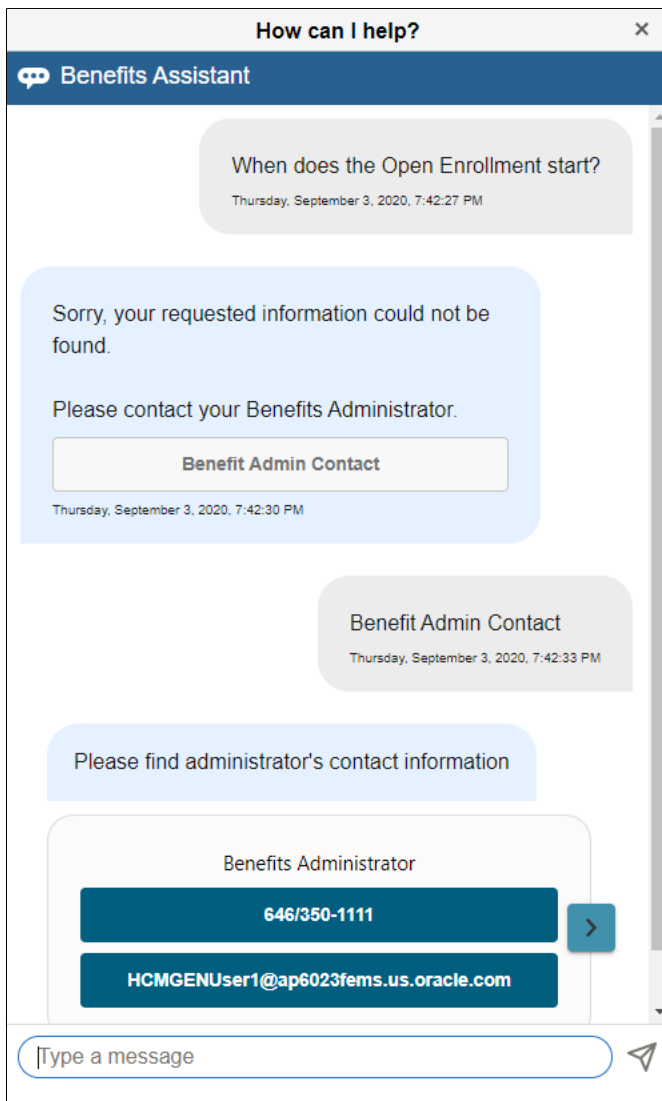 How can I help?
Benefits Assistant
When does the Open Enrollment start?
Thursday, September 3, 2020, 7:42:27 PM
Sorry, your requested information could not be
found.
Please contact your Benefits Administrator.
Benefit Admin Contact
Thursday, September 3, 2020, 7:42:30 PM
Benefit Admin Contact
Thursday, September 3, 2020, 7:42:33 PM
Please find administrator's contact information
Benefits Administrator
646/350-1111
HCMGENUser1@ap6023fems.us.oracle.com
Type a message